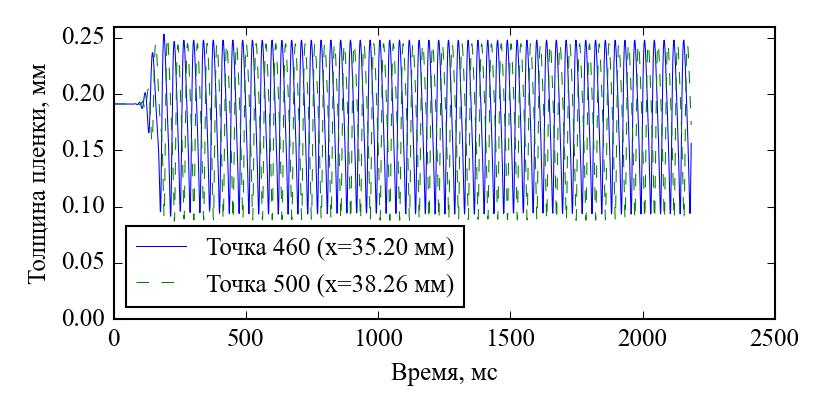 0.25
0.20
0.15
0.10
0.05
0.00
Толщина пленки, мм
Точка 460 (x=35.20 мм)
Точка 500 (x=38.26 мм)
0 500 1000 1500 2000 2500
Время, мс